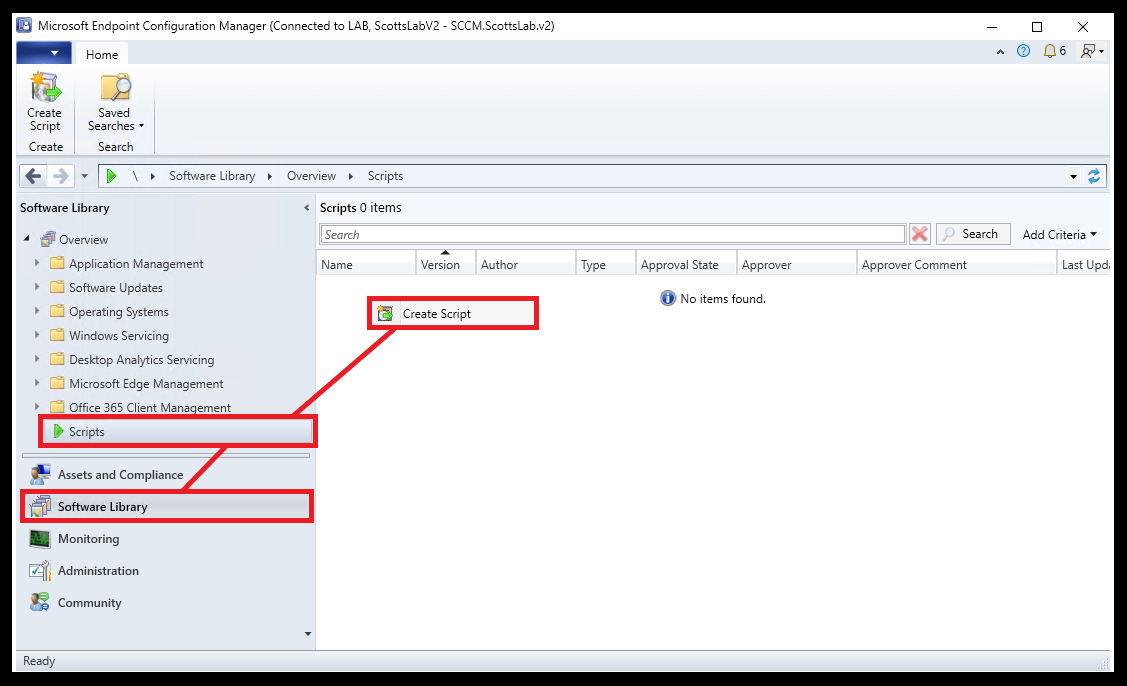 Microsoft Endpoint Configuration Manager (Connected to LAB, ScottsLabV2 - SCCM.ScottsLab.v2)
Home
6
Create Script
Saved Searches
Create
Search
\ Software Library Overview Scripts
Software Library
Overview
Application Management
Software Updates
Operating Systems
Windows Servicing
Desktop Analytics Servicing
Microsoft Edge Management
Office 365 Client Management
Scripts
Assets and Compliance
Software Library
Monitoring
Administration
Community
Scripts 0 items
Search
Search
Add Criteria
Name Version Author Type Approval State Approver Approver Comment Last Upda
No items found.
Create Script
Ready